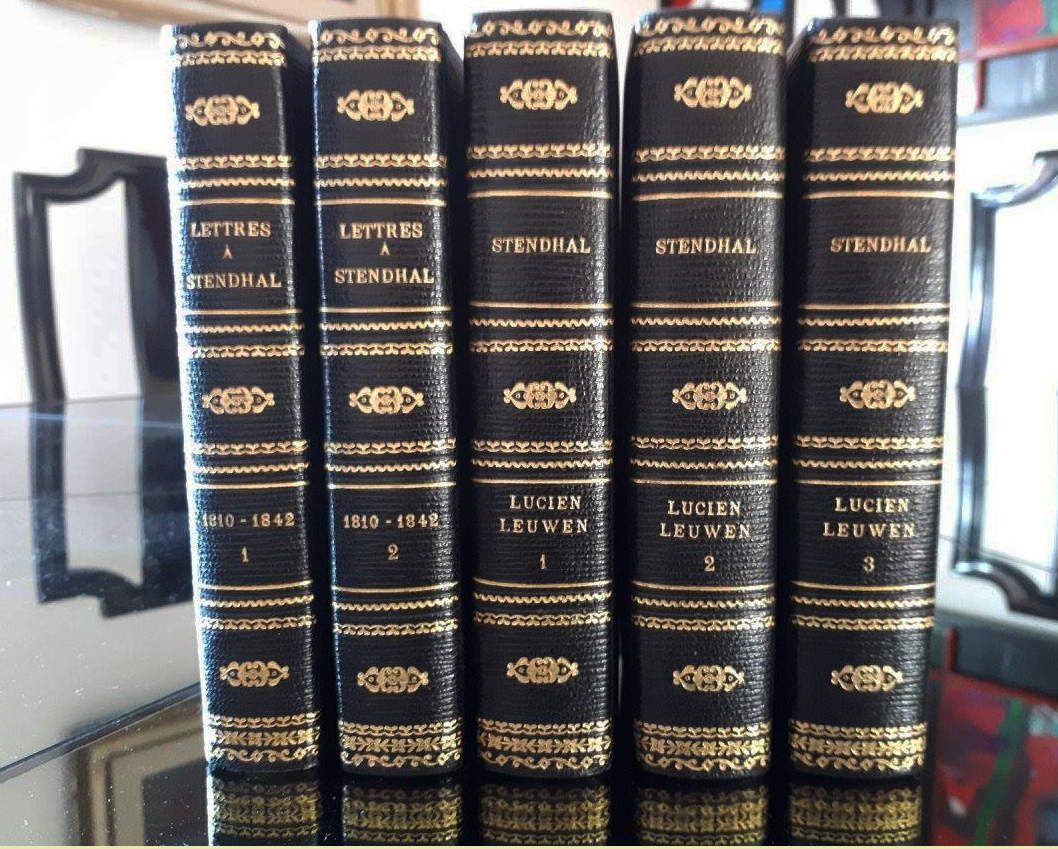 LETTRES
A
STENDHAL
1810 - 1842
1
LETTRES
A
STENDHAL
1810 - 1842
2
STENDHAL
LUCIEN
LEUWEN
1
STENDHAL
LUCIEN
LEUWEN
2
STENDHAL
LUCIEN
LEUWEN
3